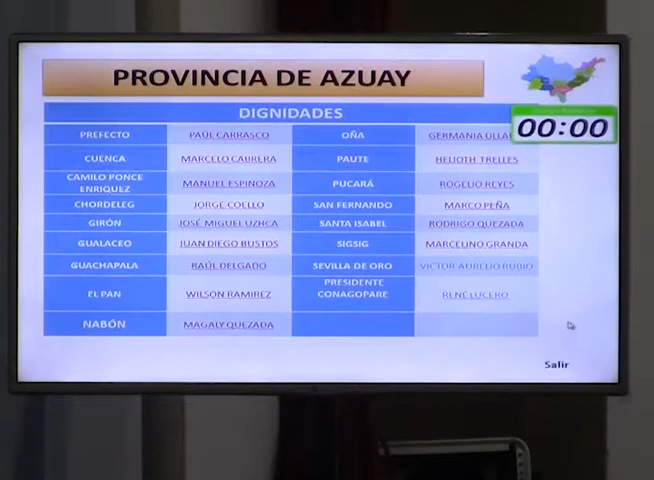 PROVINCIA DE AZUAY
DIGNIDADES
00:00
PREFECTO PAÚL CARRASCO OÑA GERMANIA
CUENCA MARCELO CABRERA PAUTE HELIOTH TRELLES
CAMILO PONCE
ENRIQUEZ MANUEL ESPINOZA PUCARÁ ROGELIO REYES
CHORDELEG JORGE COLLLO SAN FERNANDO MARCO PEÑA
GIRÓN JOSÉ MIGUEL UZHCA SANTA ISABEL RODRIGO QUEZADA
GUALACEO JUAN DIEGO BUSTOS SIGSIG MARCELINO GRANDA
GUACHAPALA RAÚL DELGADO SEVILLA DE ORO VICTOR AURELIO RUBIO
EL PAN WILSON RAMIREZ PRESIDENTE
CONAGOPARE RENÉ LUCERO
NABÓN MAGALY QUEZADA
Salir